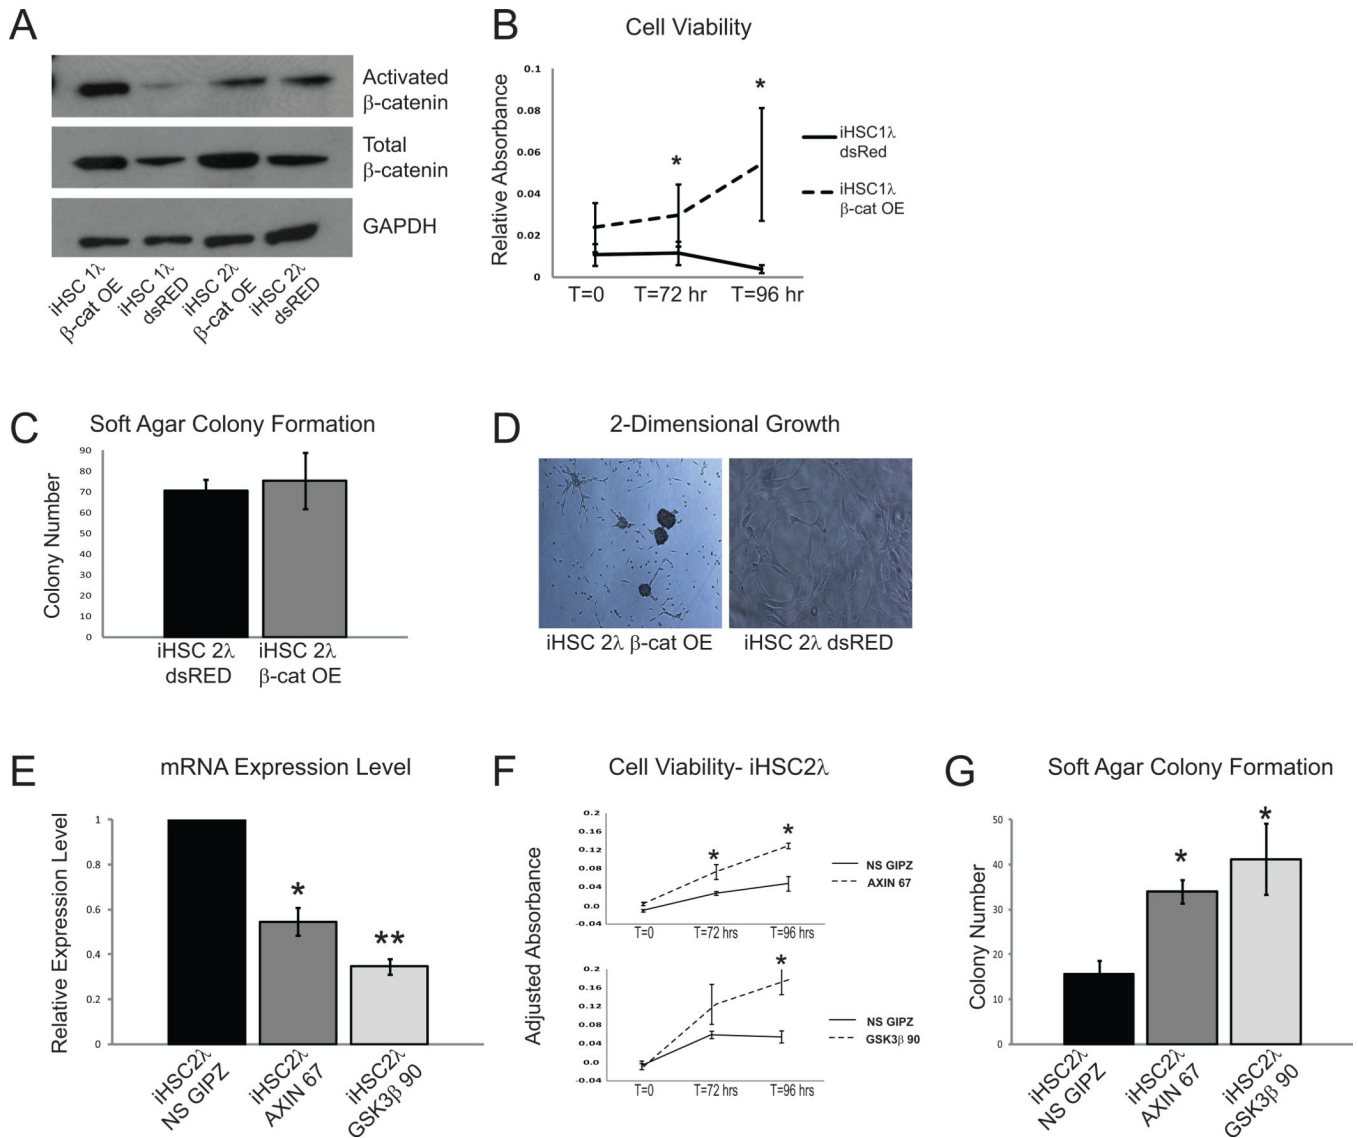 A
Activated
β-catenin
Total
β-catenin
GAPDH
iHSC 1λ
β-cat OE
iHSC 1λ
dsRED
iHSC 2λ
β-cat OE
iHSC 2λ
dsRED
B
Cell Viability
Relative Absorbance
0.1
0.08
0.06
0.04
0.02
0
*
*
T=0
T=72 hr
T=96 hr
iHSC1λ
dsRed
iHSC1λ
β-cat OE
C
Soft Agar Colony Formation
Colony Number
90
80
70
60
50
40
30
20
10
0
iHSC 2λ
dsRED
iHSC 2λ
β-cat OE
D
2-Dimensional Growth
iHSC 2λ β-cat OE
iHSC 2λ dsRED
E
mRNA Expression Level
Relative Expression Level
1
0.8
0.6
0.4
0.2
0
*
**
iHSC2λ
NS GIPZ
iHSC2λ
AXIN 67
iHSC2λ
GSK3β 90
F
Cell Viability- iHSC2λ
Adjusted Absorbance
0.2
0.16
0.12
0.08
0.04
0.0
-0.04
*
*
T=0
T=72 hrs
T=96 hrs
NS GIPZ
AXIN 67
0.2
0.16
0.12
0.08
0.04
0.0
-0.04
*
T=0
T=72 hrs
T=96 hrs
NS GIPZ
GSK3β 90
G
Soft Agar Colony Formation
Colony Number
50
40
30
20
10
0
*
*
iHSC2λ
NS GIPZ
iHSC2λ
AXIN 67
iHSC2λ
GSK3β 90